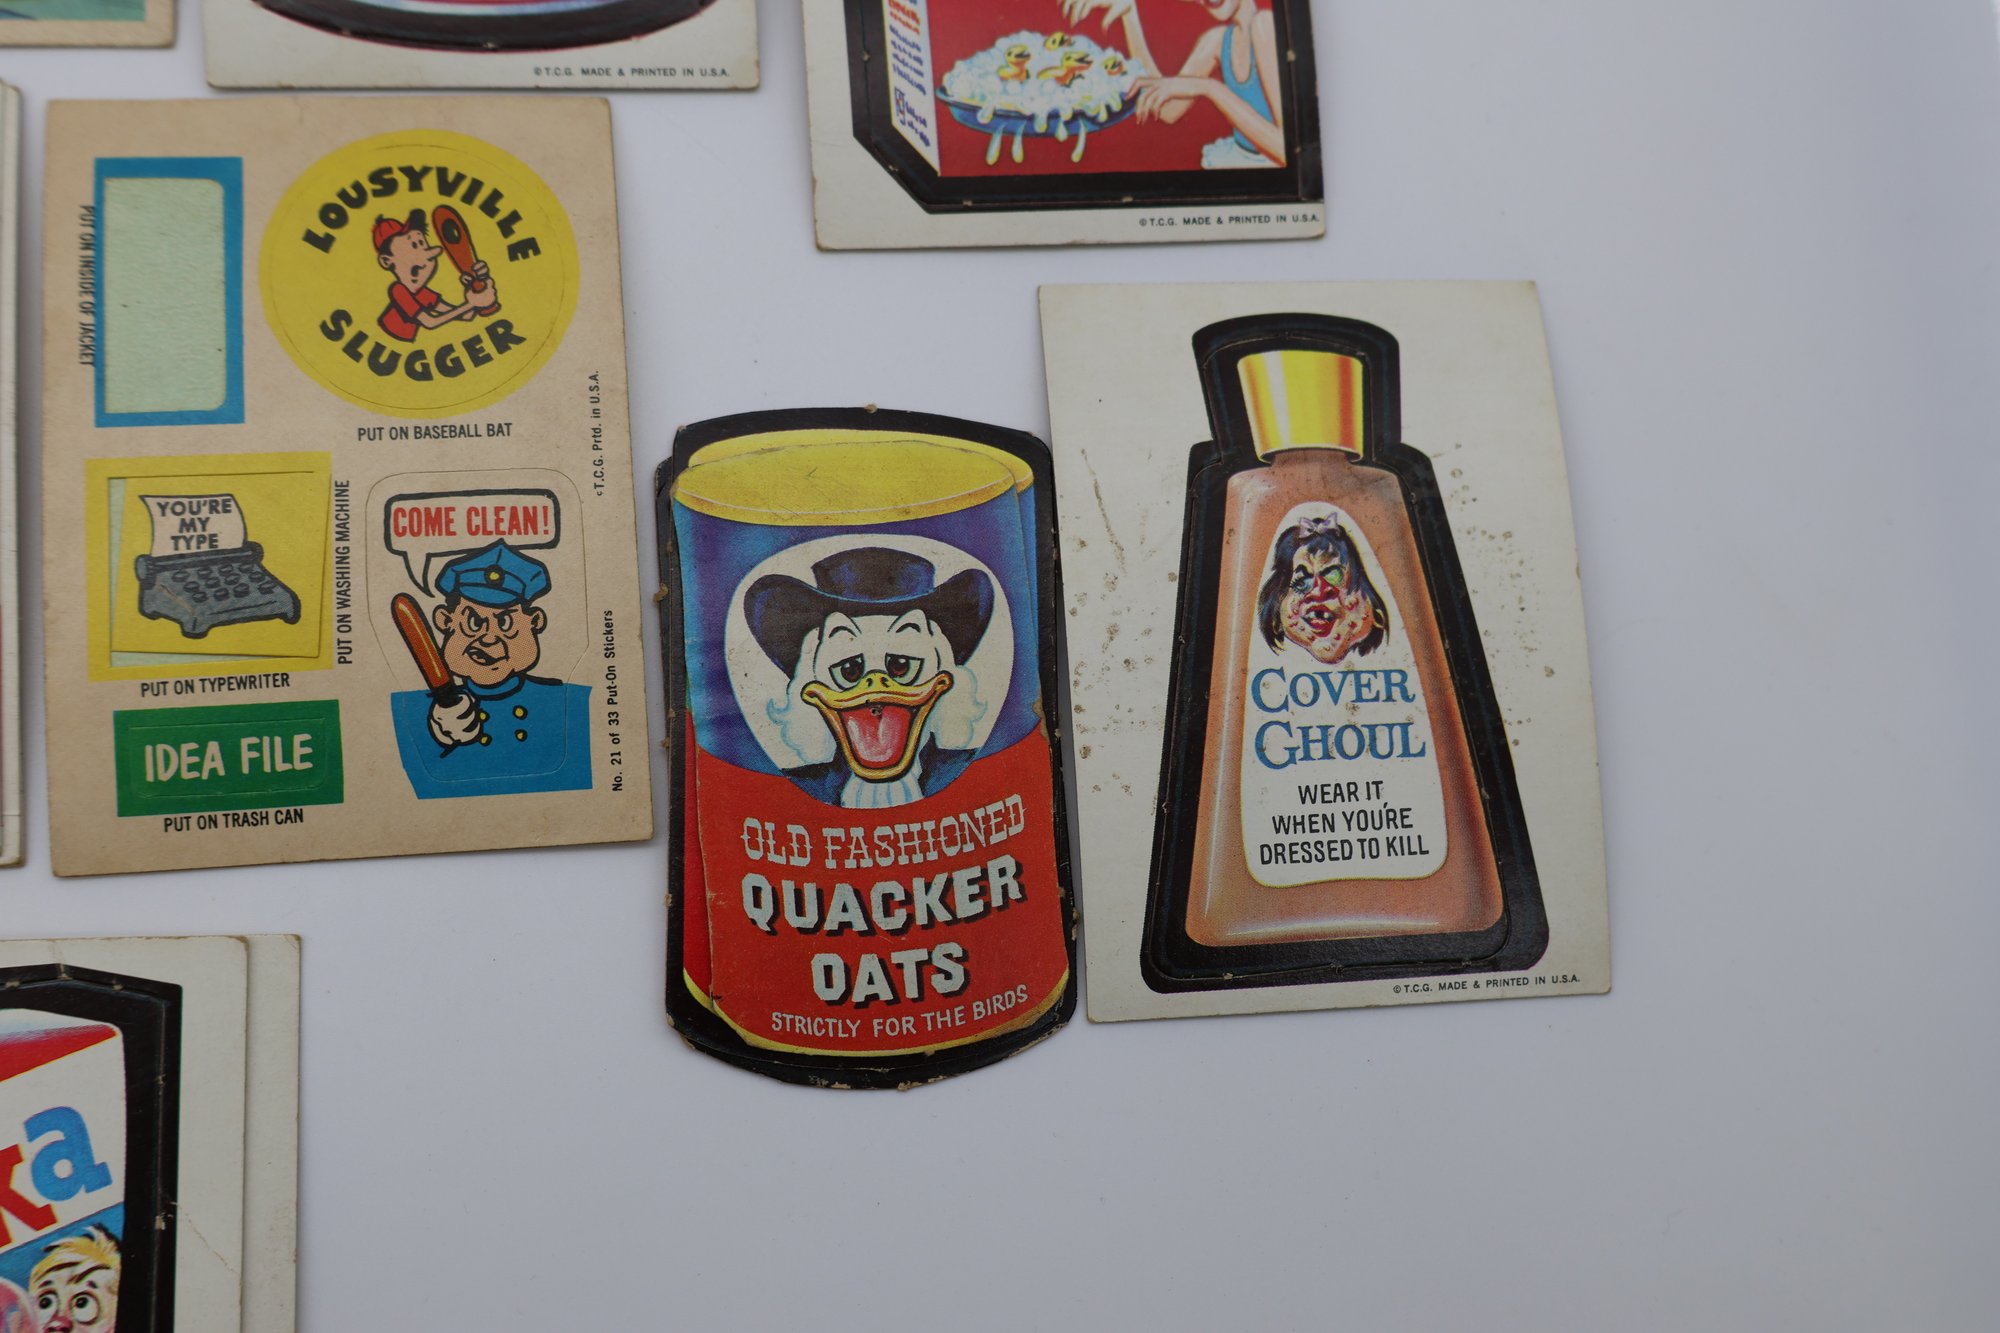 ©T.C.G. MADE & PRINTED IN U.S.A.
©T.C.G. MADE & PRINTED IN U.S.A.
PUT ON INSIDE OF JACKET
LOUSYVILLE
SLUGGER
PUT ON BASEBALL BAT
©T.C.G. Prtd. in U.S.A.
YOU'RE
MY
TYPE
PUT ON TYPEWRITER
PUT ON WASHING MACHINE
COME CLEAN!
IDEA FILE
PUT ON TRASH CAN
No. 21 of 33 Put-On Stickers
OLD FASHIONED
QUACKER
OATS
STRICTLY FOR THE BIRDS
COVER
GHOUL
WEAR IT
WHEN YOU'RE
DRESSED TO KILL
©T.C.G. MADE & PRINTED IN U.S.A.
ka